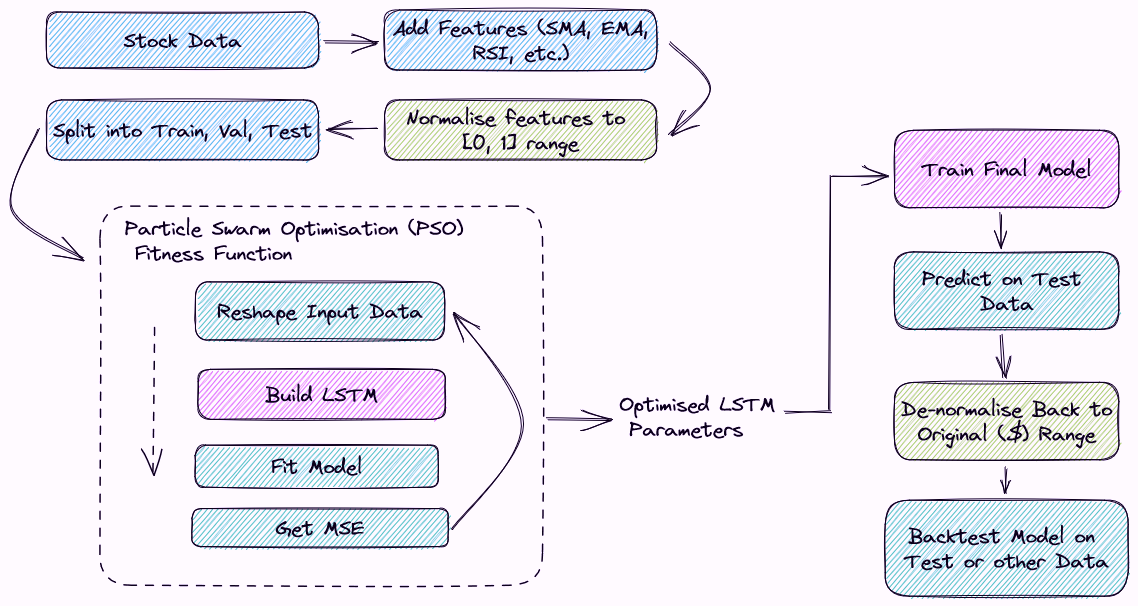 Stock Data
Add Features (SMA, EMA,
RSI, etc.)
Split into Train, Val, Test
Normalise features to
[0, 1] range
Particle Swarm Optimisation (PSO)
Fitness Function
Reshape Input Data
Build LSTM
Fit Model
Get MSE
Optimised LSTM
Parameters
Train Final Model
Predict on Test
Data
De-normalise Back to
Original ($) Range
Backtest Model on
Test or other Data